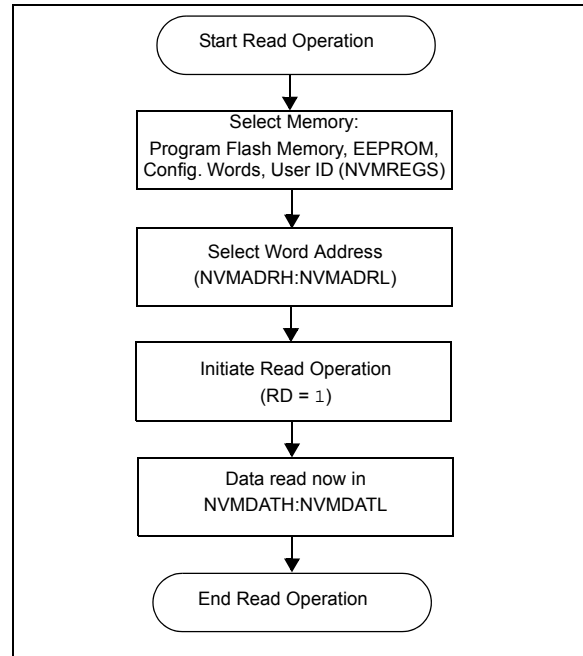 Start Read Operation
Select Memory:
Program Flash Memory, EEPROM,
Config. Words, User ID (NVMREGS)
Select Word Address
(NVMADRH:NVMADRL)
Initiate Read Operation
(RD = 1)
Data read now in
NVMDATH:NVMDATL
End Read Operation